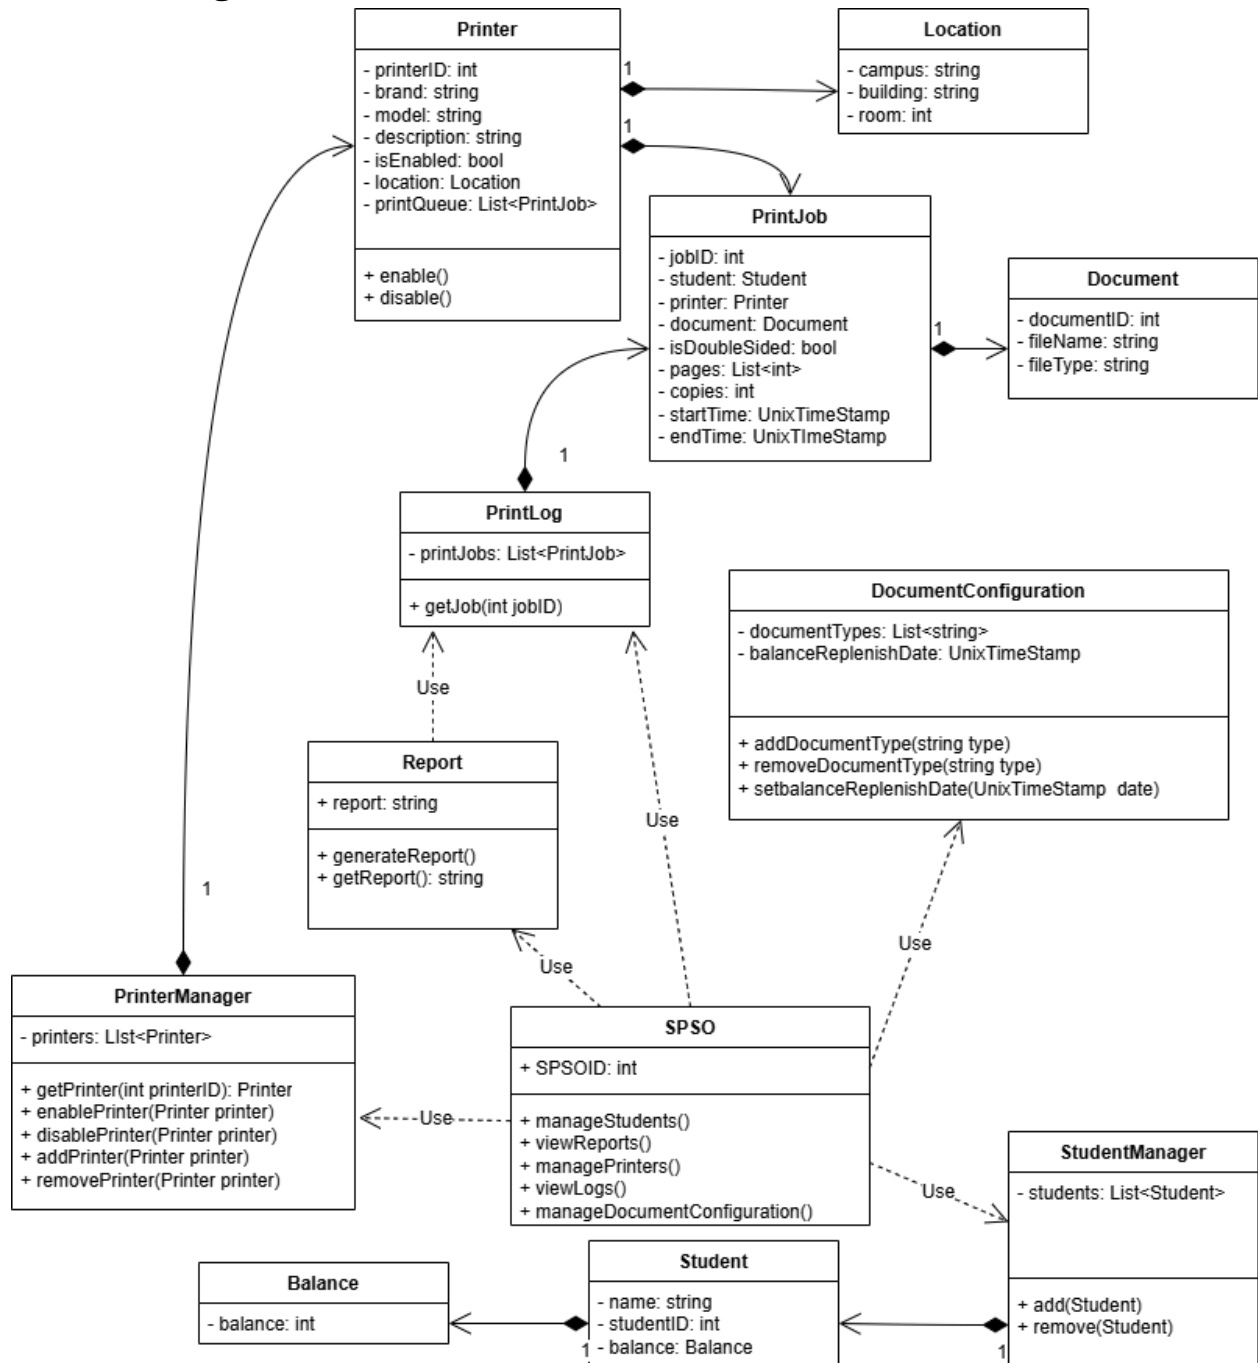 Printer
- printerID: int
- brand: string
- model: string
- description: string
- isEnabled: bool
- location: Location
- printQueue: List<PrintJob>
+ enable()
+ disable()
1
1
Location
- campus: string
- building: string
- room: int
PrintJob
- jobID: int
- student: Student
- printer: Printer
- document: Document
- isDoubleSided: bool
- pages: List<int>
- copies: int
- startTime: UnixTimeStamp
- endTime: UnixTImeStamp
1
Document
- documentID: int
- fileName: string
- fileType: string
1
PrintLog
- printJobs: List<PrintJob>
+ getJob(int jobID)
DocumentConfiguration
- documentTypes: List<string>
- balanceReplenishDate: UnixTimeStamp
+ addDocumentType(string type)
+ removeDocumentType(string type)
+ setbalanceReplenishDate(UnixTimeStamp date)
Use
Report
+ report: string
+ generateReport()
+ getReport(): string
Use
1
Use
Use
PrinterManager
- printers: LIst<Printer>
+ getPrinter(int printerID): Printer
+ enablePrinter(Printer printer)
+ disablePrinter(Printer printer)
+ addPrinter(Printer printer)
+ removePrinter(Printer printer)
Use
SPSO
+ SPSOID: int
+ manageStudents()
+ viewReports()
+ managePrinters()
+ viewLogs()
+ manageDocumentConfiguration()
Use
StudentManager
- students: List<Student>
+ add(Student)
+ remove(Student)
Balance
- balance: int
Student
- name: string
- studentID: int
- balance: Balance
1
1